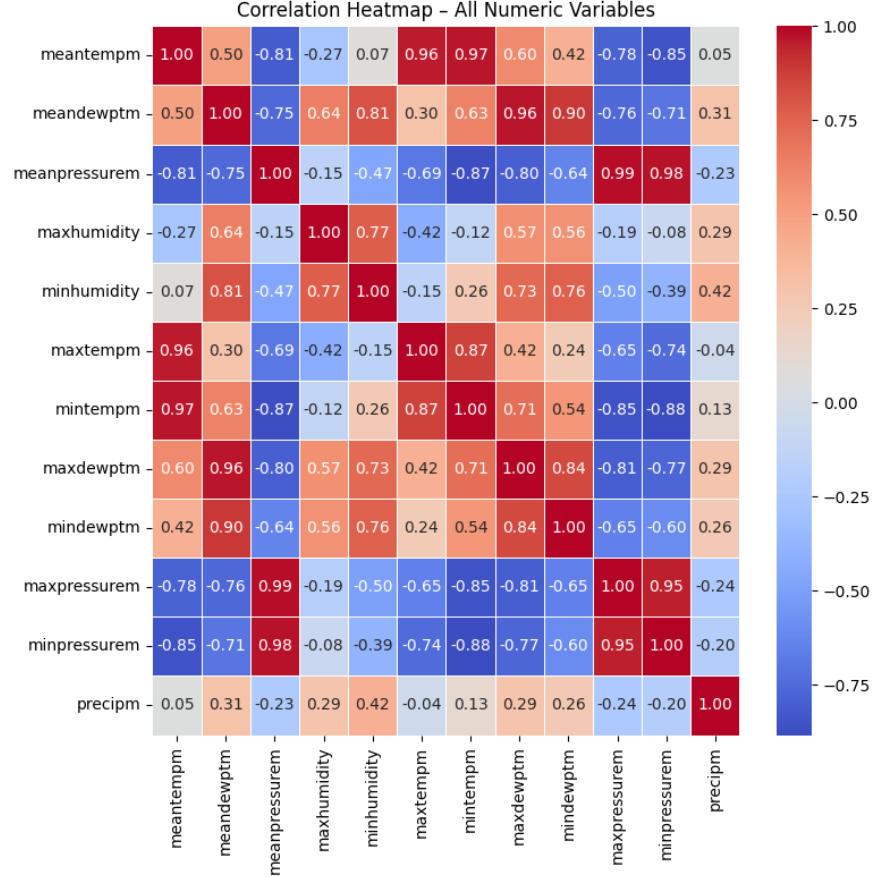 Correlation Heatmap – All Numeric Variables
meantempm 1.00 0.50 -0.81 -0.27 0.07 0.96 0.97 0.60 0.42 -0.78 -0.85 0.05
meandewptm 0.50 1.00 -0.75 0.64 0.81 0.30 0.63 0.96 0.90 -0.76 -0.71 0.31
meanpressurem -0.81 -0.75 1.00 -0.15 -0.47 -0.69 -0.87 -0.80 -0.64 0.99 0.98 -0.23
maxhumidity -0.27 0.64 -0.15 1.00 0.77 -0.42 -0.12 0.57 0.56 -0.19 -0.08 0.29
minhumidity 0.07 0.81 -0.47 0.77 1.00 -0.15 0.26 0.73 0.76 -0.50 -0.39 0.42
maxtempm 0.96 0.30 -0.69 -0.42 -0.15 1.00 0.87 0.42 0.24 -0.65 -0.74 -0.04
mintempm 0.97 0.63 -0.87 -0.12 0.26 0.87 1.00 0.71 0.54 -0.85 -0.88 0.13
maxdewptm 0.60 0.96 -0.80 0.57 0.73 0.42 0.71 1.00 0.84 -0.81 -0.77 0.29
mindewptm 0.42 0.90 -0.64 0.56 0.76 0.24 0.54 0.84 1.00 -0.65 -0.60 0.26
maxpressurem -0.78 -0.76 0.99 -0.19 -0.50 -0.65 -0.85 -0.81 -0.65 1.00 0.95 -0.24
minpressurem -0.85 -0.71 0.98 -0.08 -0.39 -0.74 -0.88 -0.77 -0.60 0.95 1.00 -0.20
precipm 0.05 0.31 -0.23 0.29 0.42 -0.04 0.13 0.29 0.26 -0.24 -0.20 1.00
meantempm
meandewptm
meanpressurem
maxhumidity
minhumidity
maxtempm
mintempm
maxdewptm
mindewptm
maxpressurem
minpressurem
precipm
1.00
0.75
0.50
0.25
0.00
−0.25
−0.50
−0.75